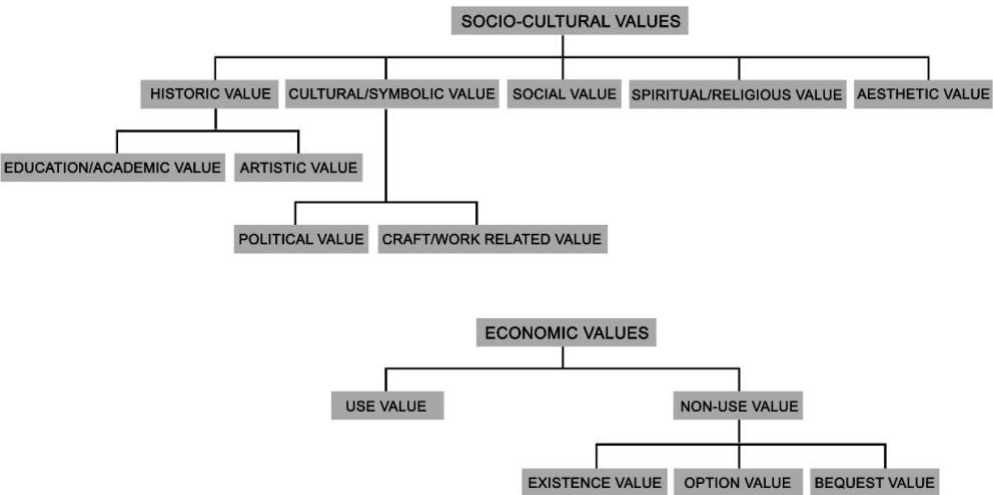 SOCIO-CULTURAL VALUES
HISTORIC VALUE
CULTURAL/SYMBOLIC VALUE
SOCIAL VALUE
SPIRITUAL/RELIGIOUS VALUE
AESTHETIC VALUE
EDUCATION/ACADEMIC VALUE
ARTISTIC VALUE
POLITICAL VALUE
CRAFT/WORK RELATED VALUE
ECONOMIC VALUES
USE VALUE
NON-USE VALUE
EXISTENCE VALUE
OPTION VALUE
BEQUEST VALUE